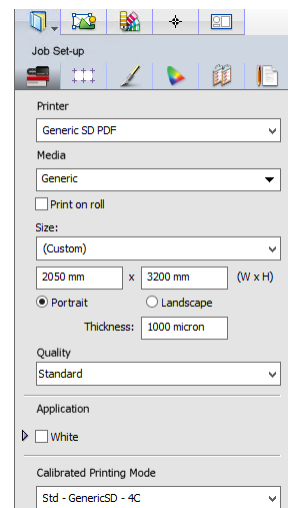 Job Set-up
Printer
Generic SD PDF
Media
Generic
Print on roll
Size:
(Custom)
2050 mm x 3200 mm (W x H)
Portrait Landscape
Thickness: 1000 micron
Quality
Standard
Application
White
Calibrated Printing Mode
Std - GenericSD - 4C